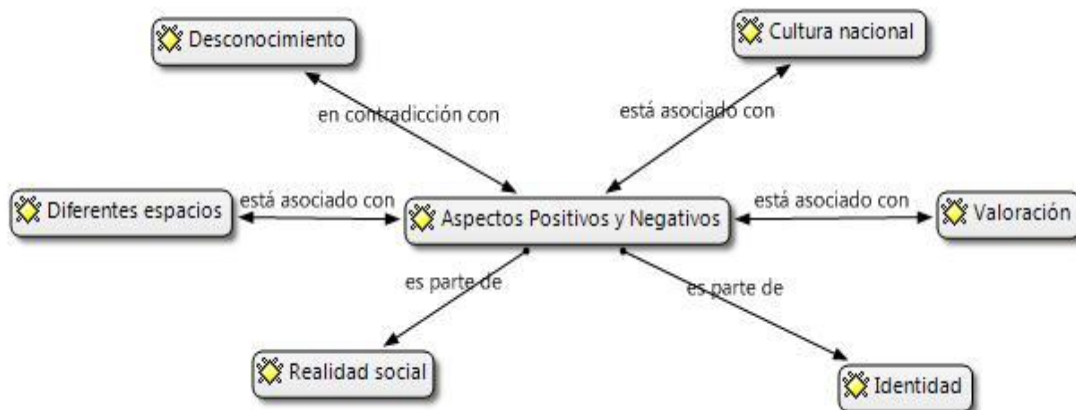 Desconocimiento
Cultura nacional
en contradicción con
está asociado con
Diferentes espacios
está asociado con
Aspectos Positivos y Negativos
está asociado con
Valoración
es parte de
es parte de
Realidad social
Identidad